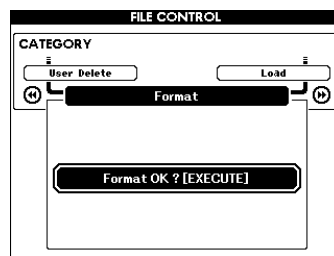 FILE CONTROL
CATEGORY
User Delete
Load
Format
Format OK ? [EXECUTE]